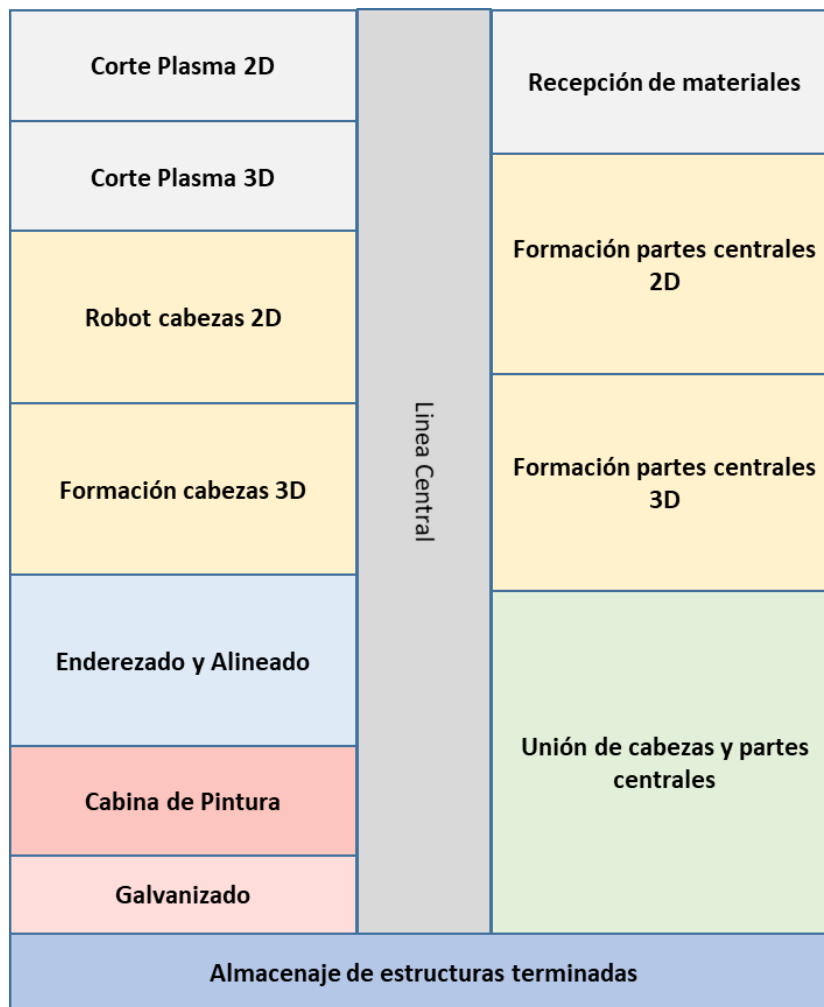 Corte Plasma 2D
Corte Plasma 3D
Robot cabezas 2D
Formación cabezas 3D
Enderezado y Alineado
Cabina de Pintura
Galvanizado
Linea Central
Recepción de materiales
Formación partes centrales
2D
Formación partes centrales
3D
Unión de cabezas y partes
centrales
Almacenaje de estructuras terminadas